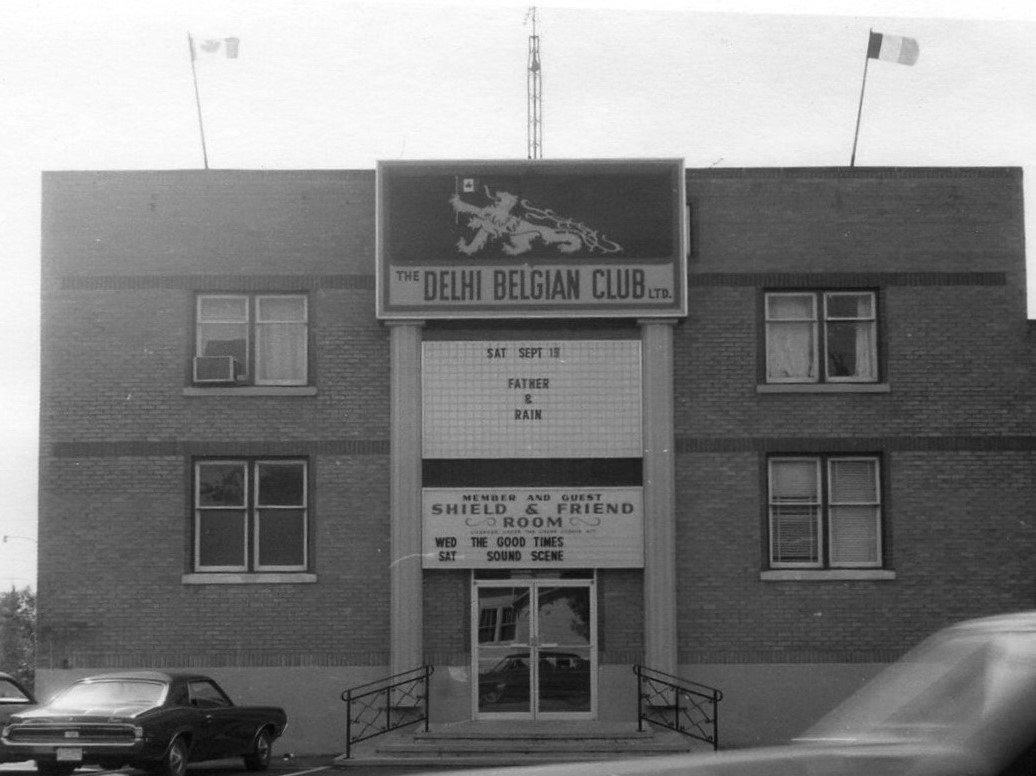 THE DELHI BELGIAN CLUB LTD.
SAT SEPT 19
FATHER
&
RAIN
MEMBER AND GUEST
SHIELD & FRIEND
ROOM
WED THE GOOD TIMES
SAT SOUND SCENE